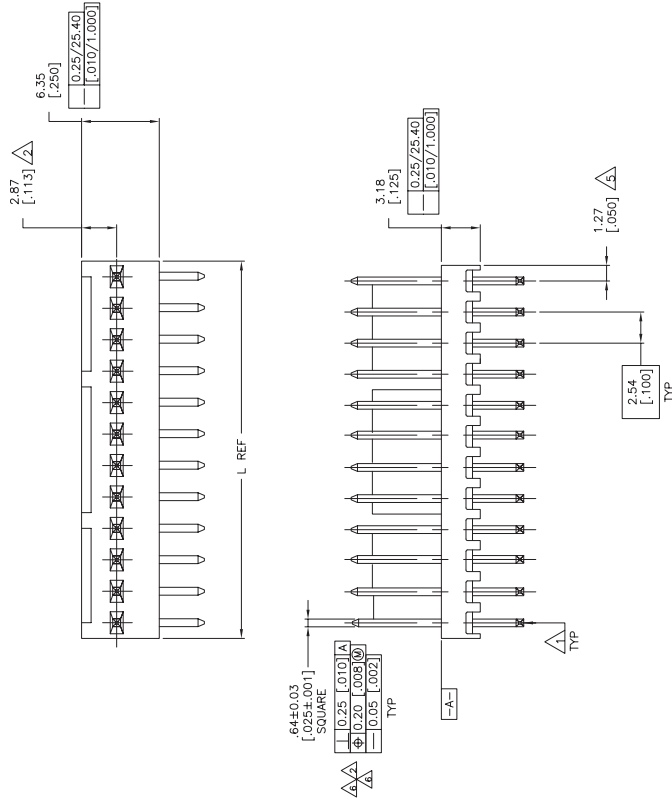 6.35
[.250]
0.25/25.40
[.010/1.000]
2.87
[.113]
2
L REF
3.18
[.125]
0.25/25.40
[.010/1.000]
1.27
[.050]
5
2.54
[.100]
TYP
.64±0.03
[.025±.001]
SQUARE
0.25 [.010] A
0.20 [.008] M
0.05 [.002]
TYP
6
2
6
-A-
1
TYP